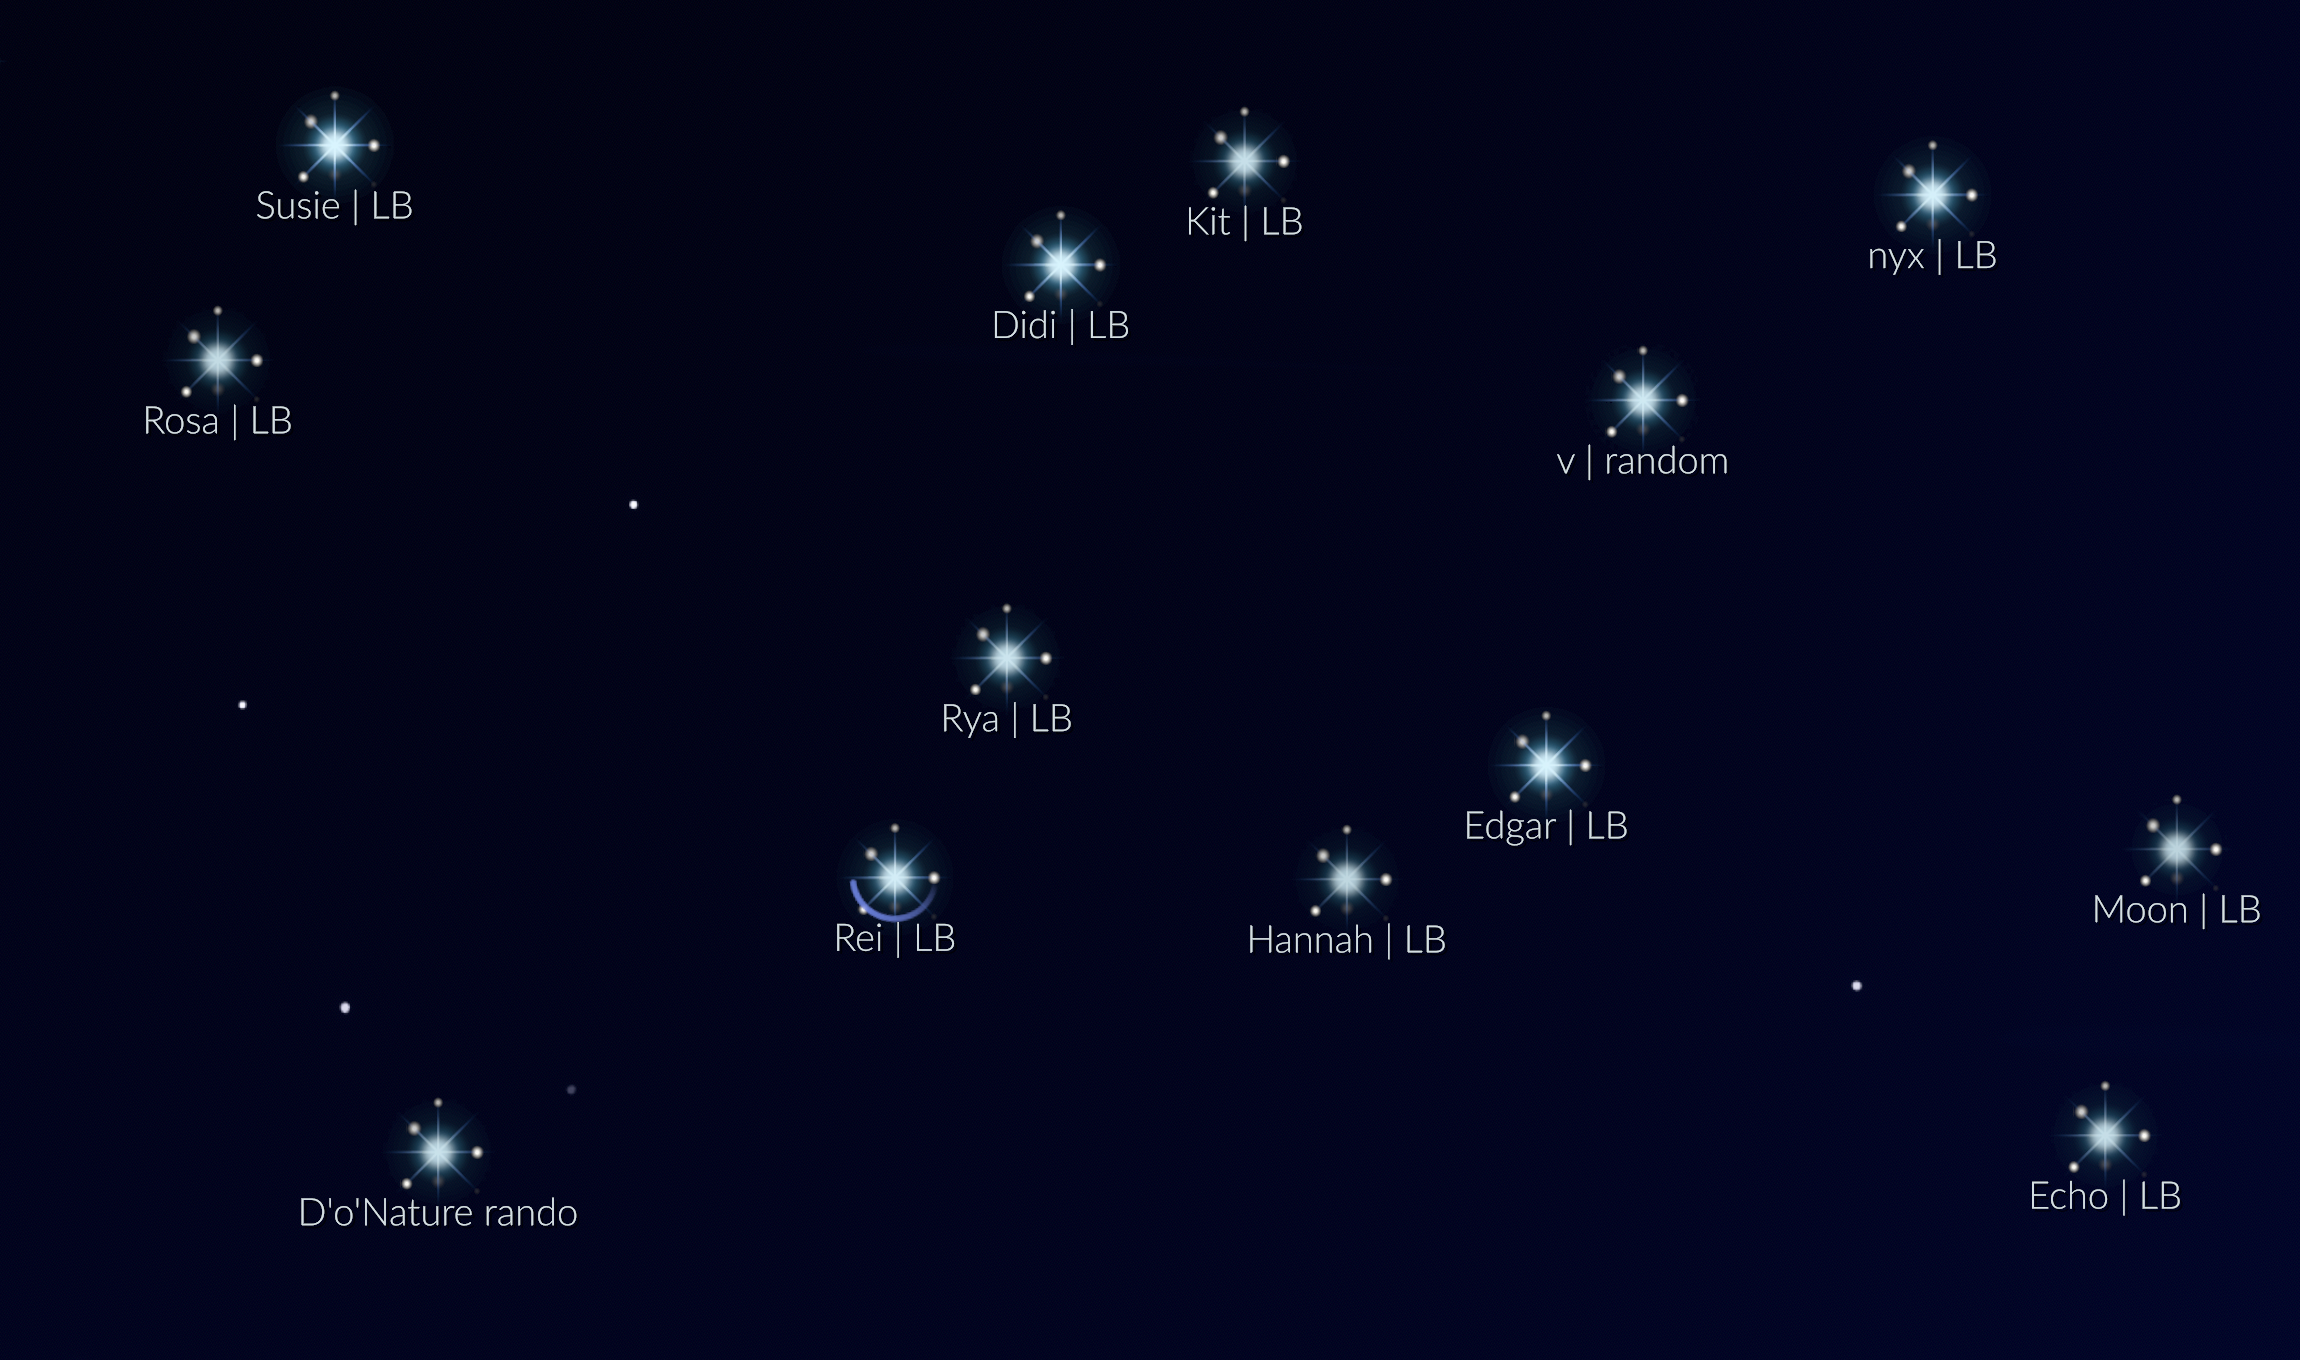 Susie | LB
Kit | LB
nyx | LB
Didi | LB
Rosa | LB
v | random
Rya | LB
Edgar | LB
Moon | LB
Rei | LB
Hannah | LB
Echo | LB
D'o'Nature rando